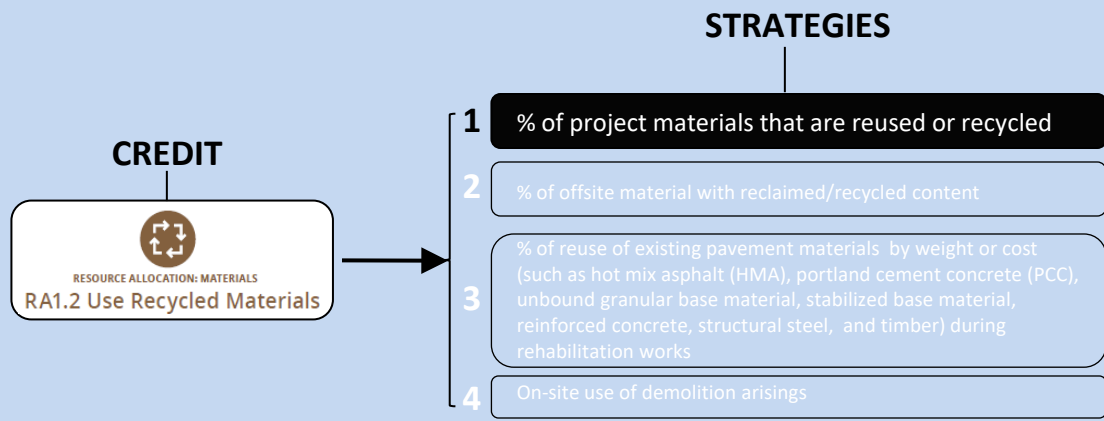 STRATEGIES
CREDIT
RESOURCE ALLOCATION: MATERIALS
RA1.2 Use Recycled Materials
1 % of project materials that are reused or recycled
2 % of offsite material with reclaimed/recycled content
3 % of reuse of existing pavement materials by weight or cost
(such as hot mix asphalt (HMA), portland cement concrete (PCC),
unbound granular base material, stabilized base material,
reinforced concrete, structural steel, and timber) during
rehabilitation works
4 On-site use of demolition arisings